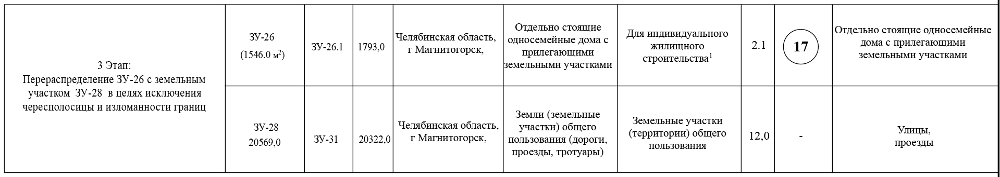 3 Этап:
Перераспределение ЗУ-26 с земельным
участком ЗУ-28 в целях исключения
чересполосицы и изломанности границ
ЗУ-26
(1546.0 м²)
ЗУ-26.1
1793,0
Челябинская область,
г Магнитогорск,
Отдельно стоящие
односемейные дома с
прилегающими
земельными участками
Для индивидуального
жилищного
строительства¹
2.1
17
Отдельно стоящие односемейные
дома с прилегающими
земельными участками
ЗУ-28
20569,0
ЗУ-31
20322,0
Челябинская область,
г Магнитогорск,
Земли (земельные
участки) общего
пользования (дороги,
проезды, тротуары)
Земельные участки
(территории) общего
пользования
12,0
-
Улицы,
проезды